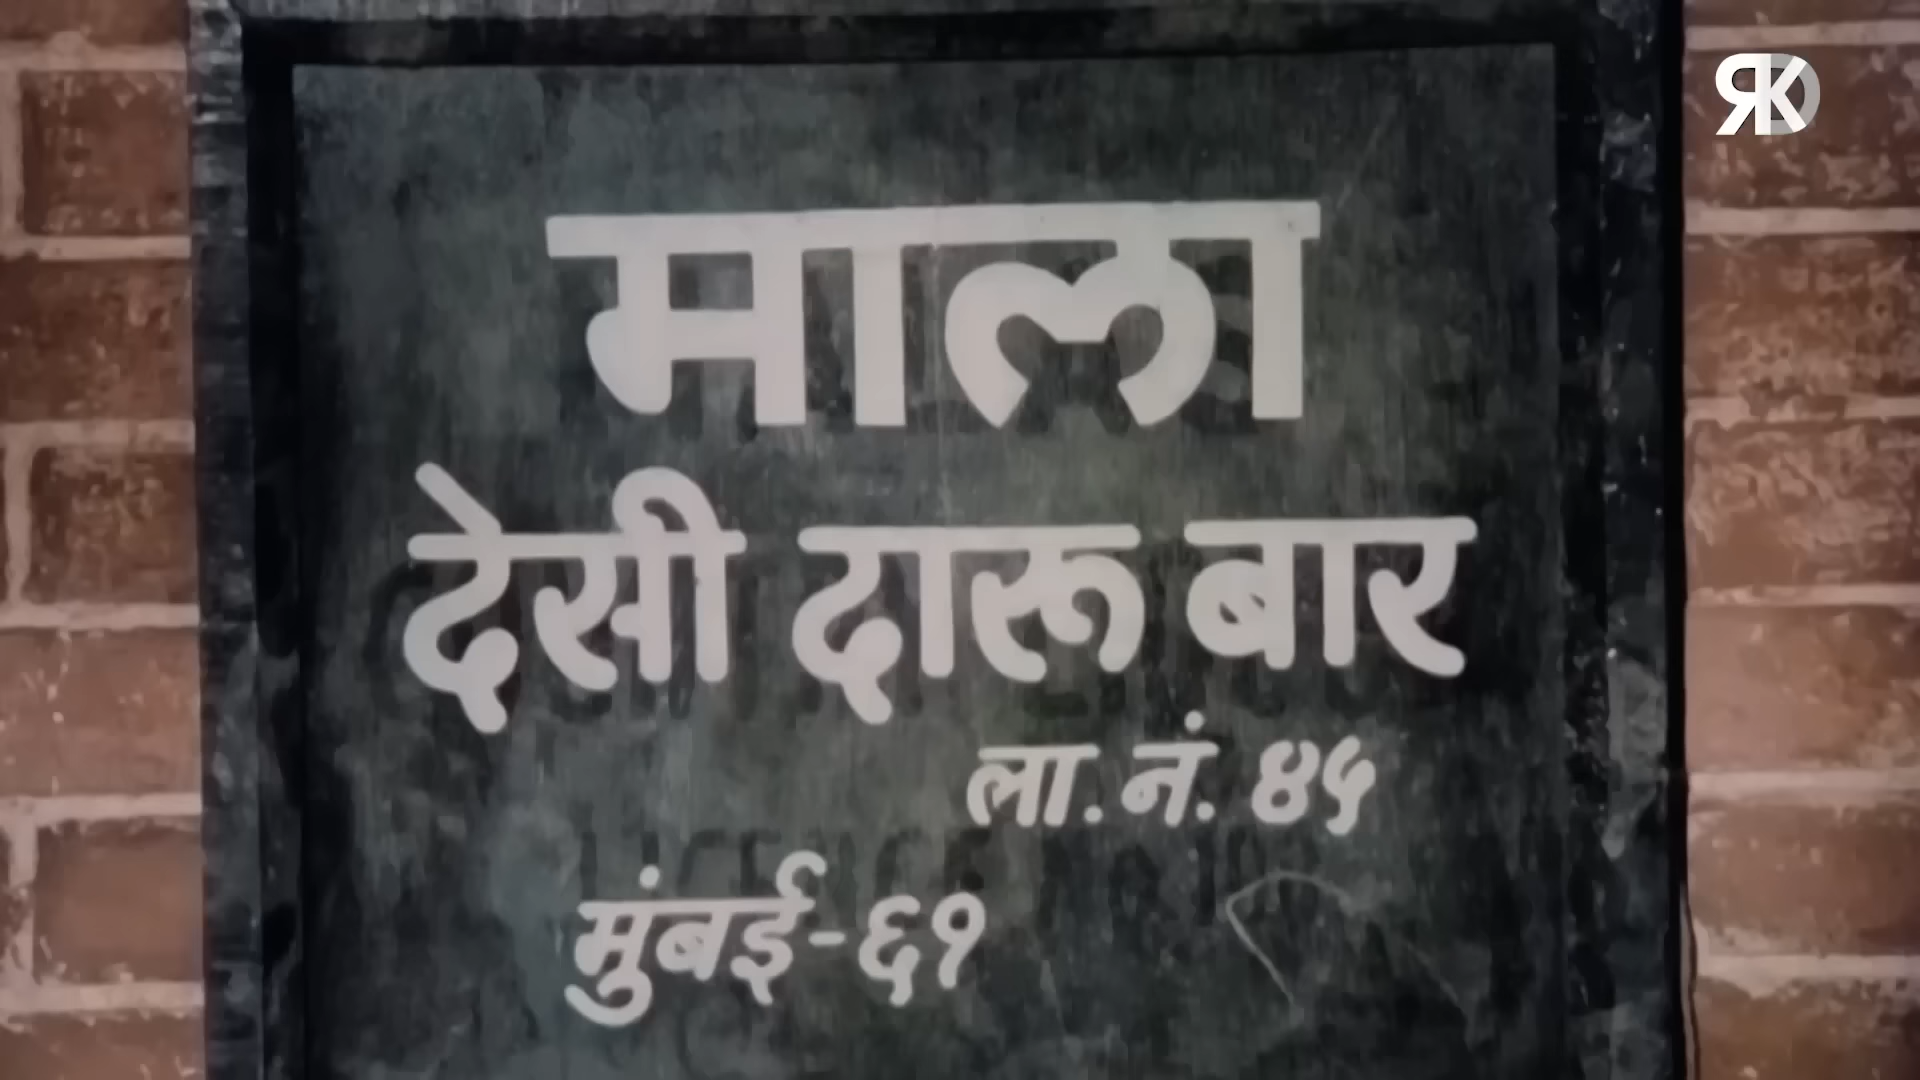 माला
देसी दारू बार
ला. नं. ४५
मुंबई-६१